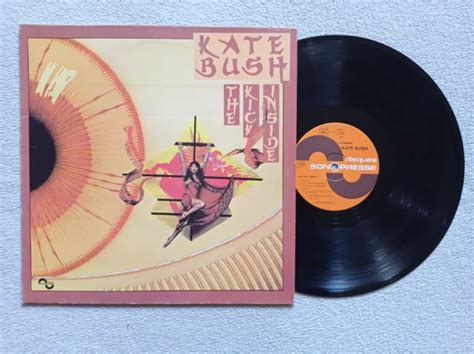 KATE
BUSH
THE
KICK
INSIDE
KATE BUSH
disques
SONOPRESSE